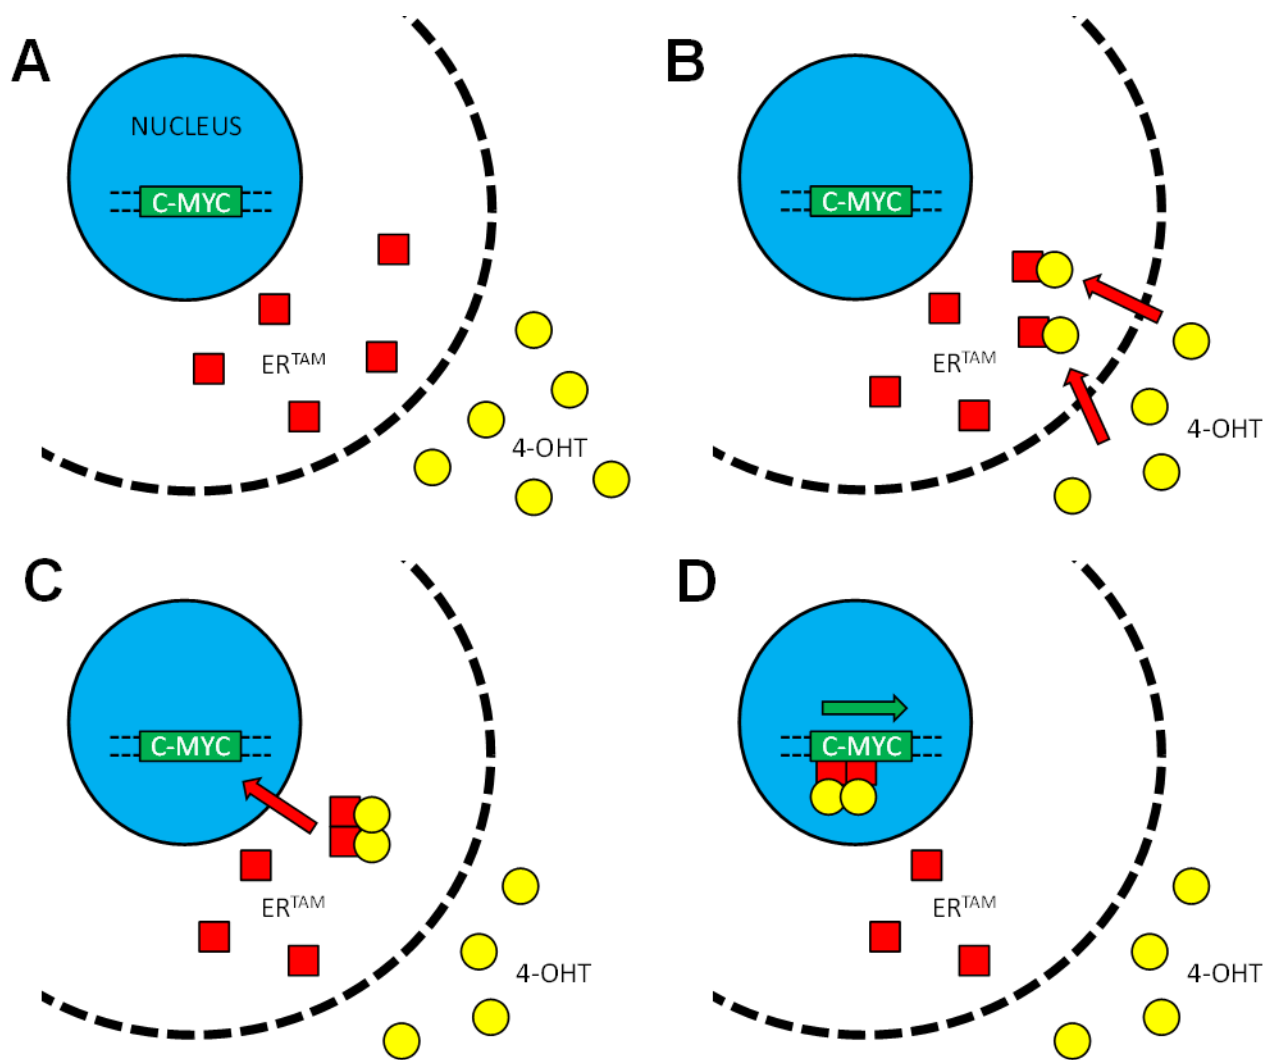 A
NUCLEUS
C-MYC
ER^TAM
4-OHT
B
C-MYC
ER^TAM
4-OHT
C
C-MYC
ER^TAM
4-OHT
D
C-MYC
ER^TAM
4-OHT